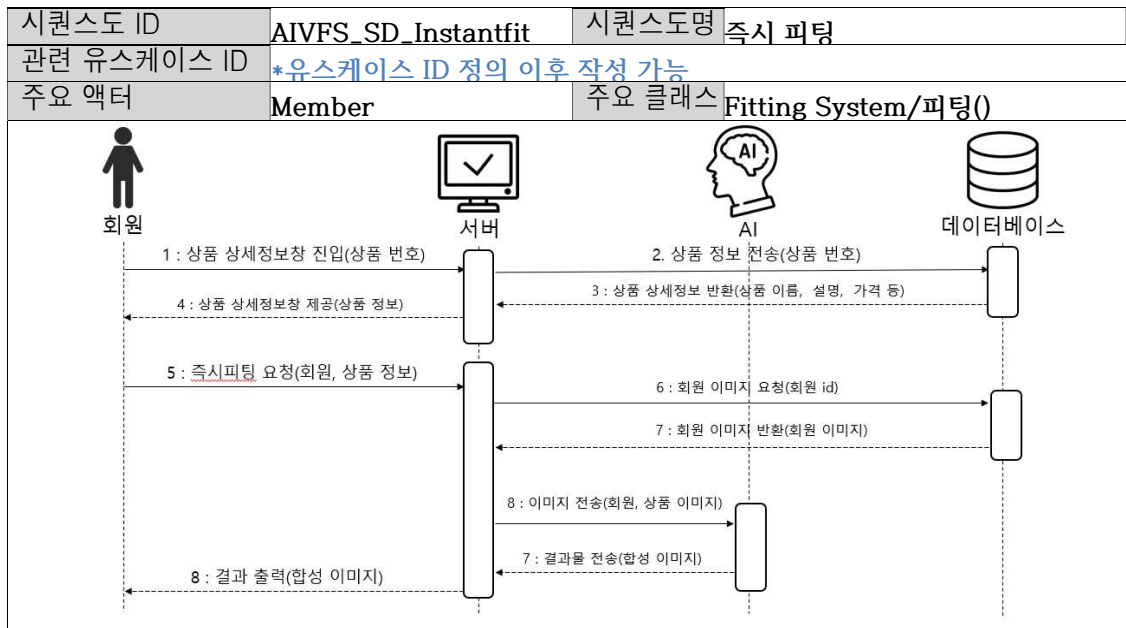 시퀀스도 ID AIVFS_SD_Instantfit 시퀀스도명 즉시 피팅
관련 유스케이스 ID *유스케이스 ID 정의 이후 작성 가능
주요 액터 Member 주요 클래스 Fitting System/피팅()
AI
회원 서버 AI 데이터베이스
1 : 상품 상세정보창 진입(상품 번호)
2. 상품 정보 전송(상품 번호)
3 : 상품 상세정보 반환(상품 이름, 설명, 가격 등)
4 : 상품 상세정보창 제공(상품 정보)
5 : 즉시피팅 요청(회원, 상품 정보)
6 : 회원 이미지 요청(회원 id)
7 : 회원 이미지 반환(회원 이미지)
8 : 이미지 전송(회원, 상품 이미지)
7 : 결과물 전송(합성 이미지)
8 : 결과 출력(합성 이미지)